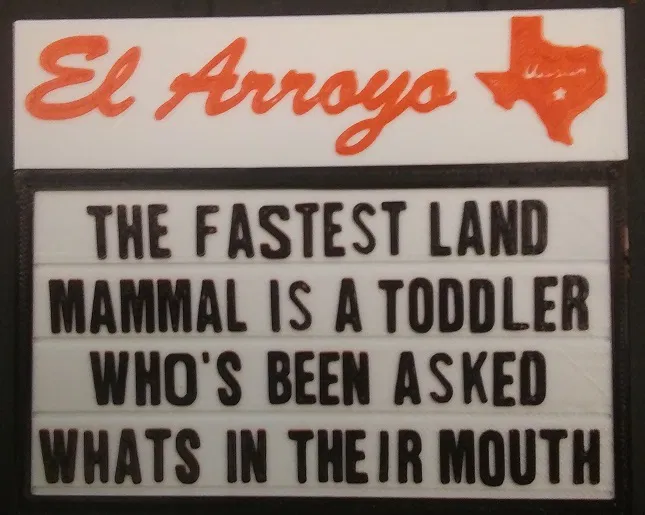 El Arroyo
THE FASTEST LAND
MAMMAL IS A TODDLER
WHO'S BEEN ASKED
WHATS IN THEIR MOUTH